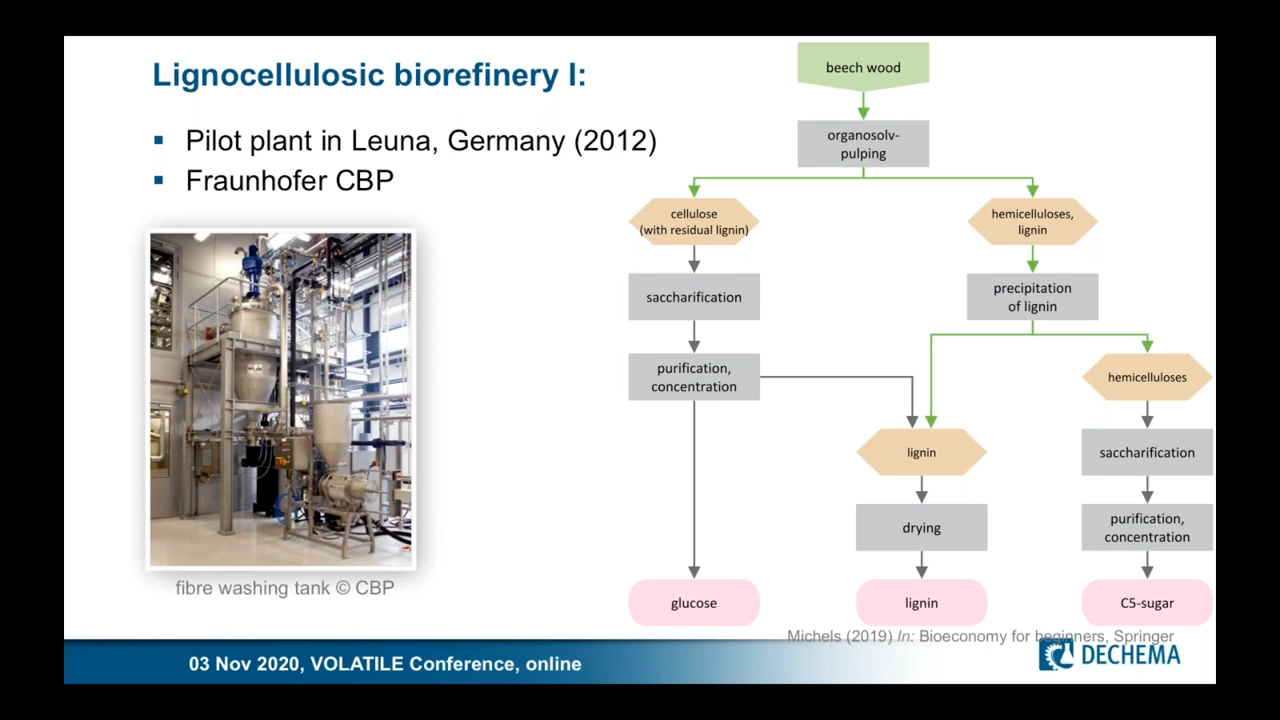 Lignocellulosic biorefinery I:
▪ Pilot plant in Leuna, Germany (2012)
▪ Fraunhofer CBP
fibre washing tank © CBP
beech wood
organosolv-
pulping
cellulose
(with residual lignin)
hemicelluloses,
lignin
saccharification
precipitation
of lignin
purification,
concentration
hemicelluloses
lignin
saccharification
drying
purification,
concentration
glucose
lignin
C5-sugar
Michels (2019) In: Bioeconomy for beginners, Springer
03 Nov 2020, VOLATILE Conference, online
DECHEMA